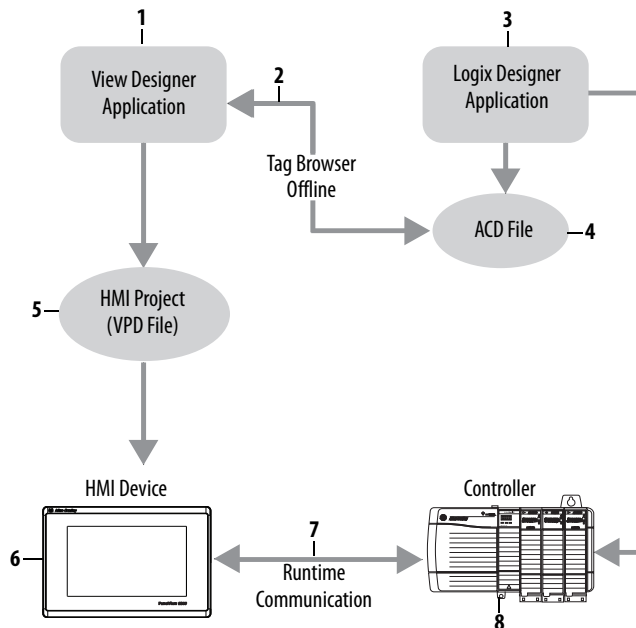 1
View Designer
Application
2
3
Logix Designer
Application
Tag Browser
Offline
ACD File
4
5
HMI Project
(VPD File)
HMI Device
6
7
Runtime
Communication
Controller
8